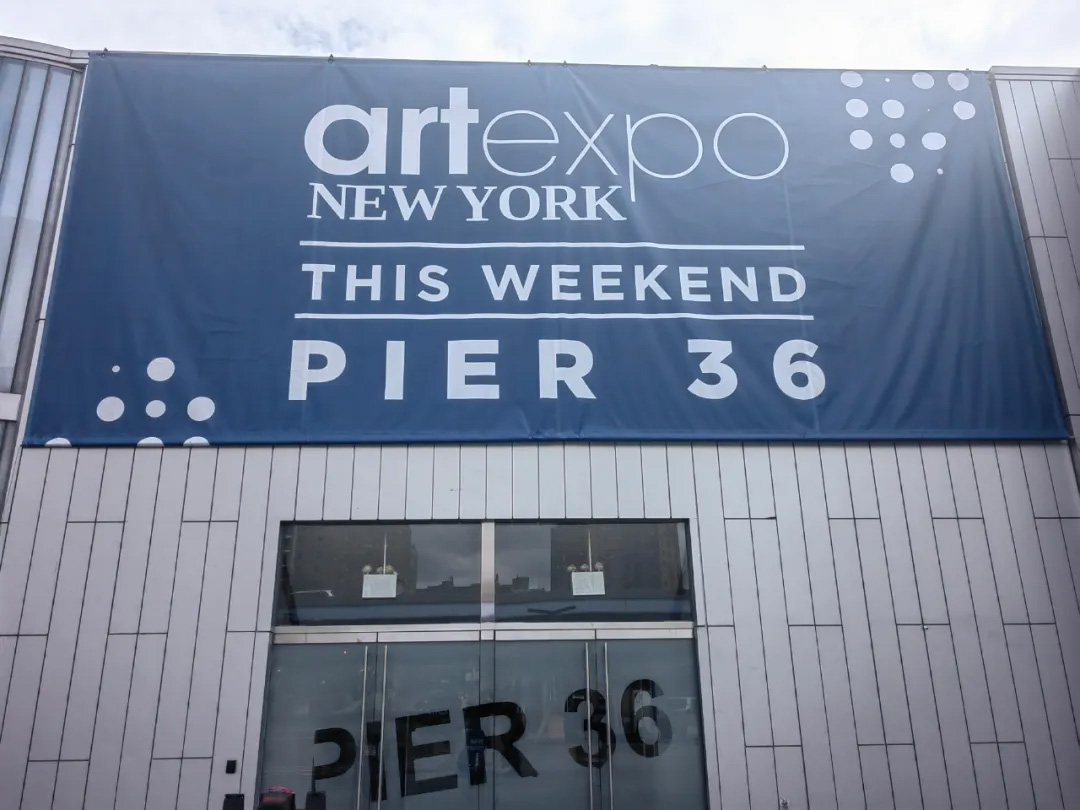 artexpo
NEW YORK
THIS WEEKEND
PIER 36
PIER 36